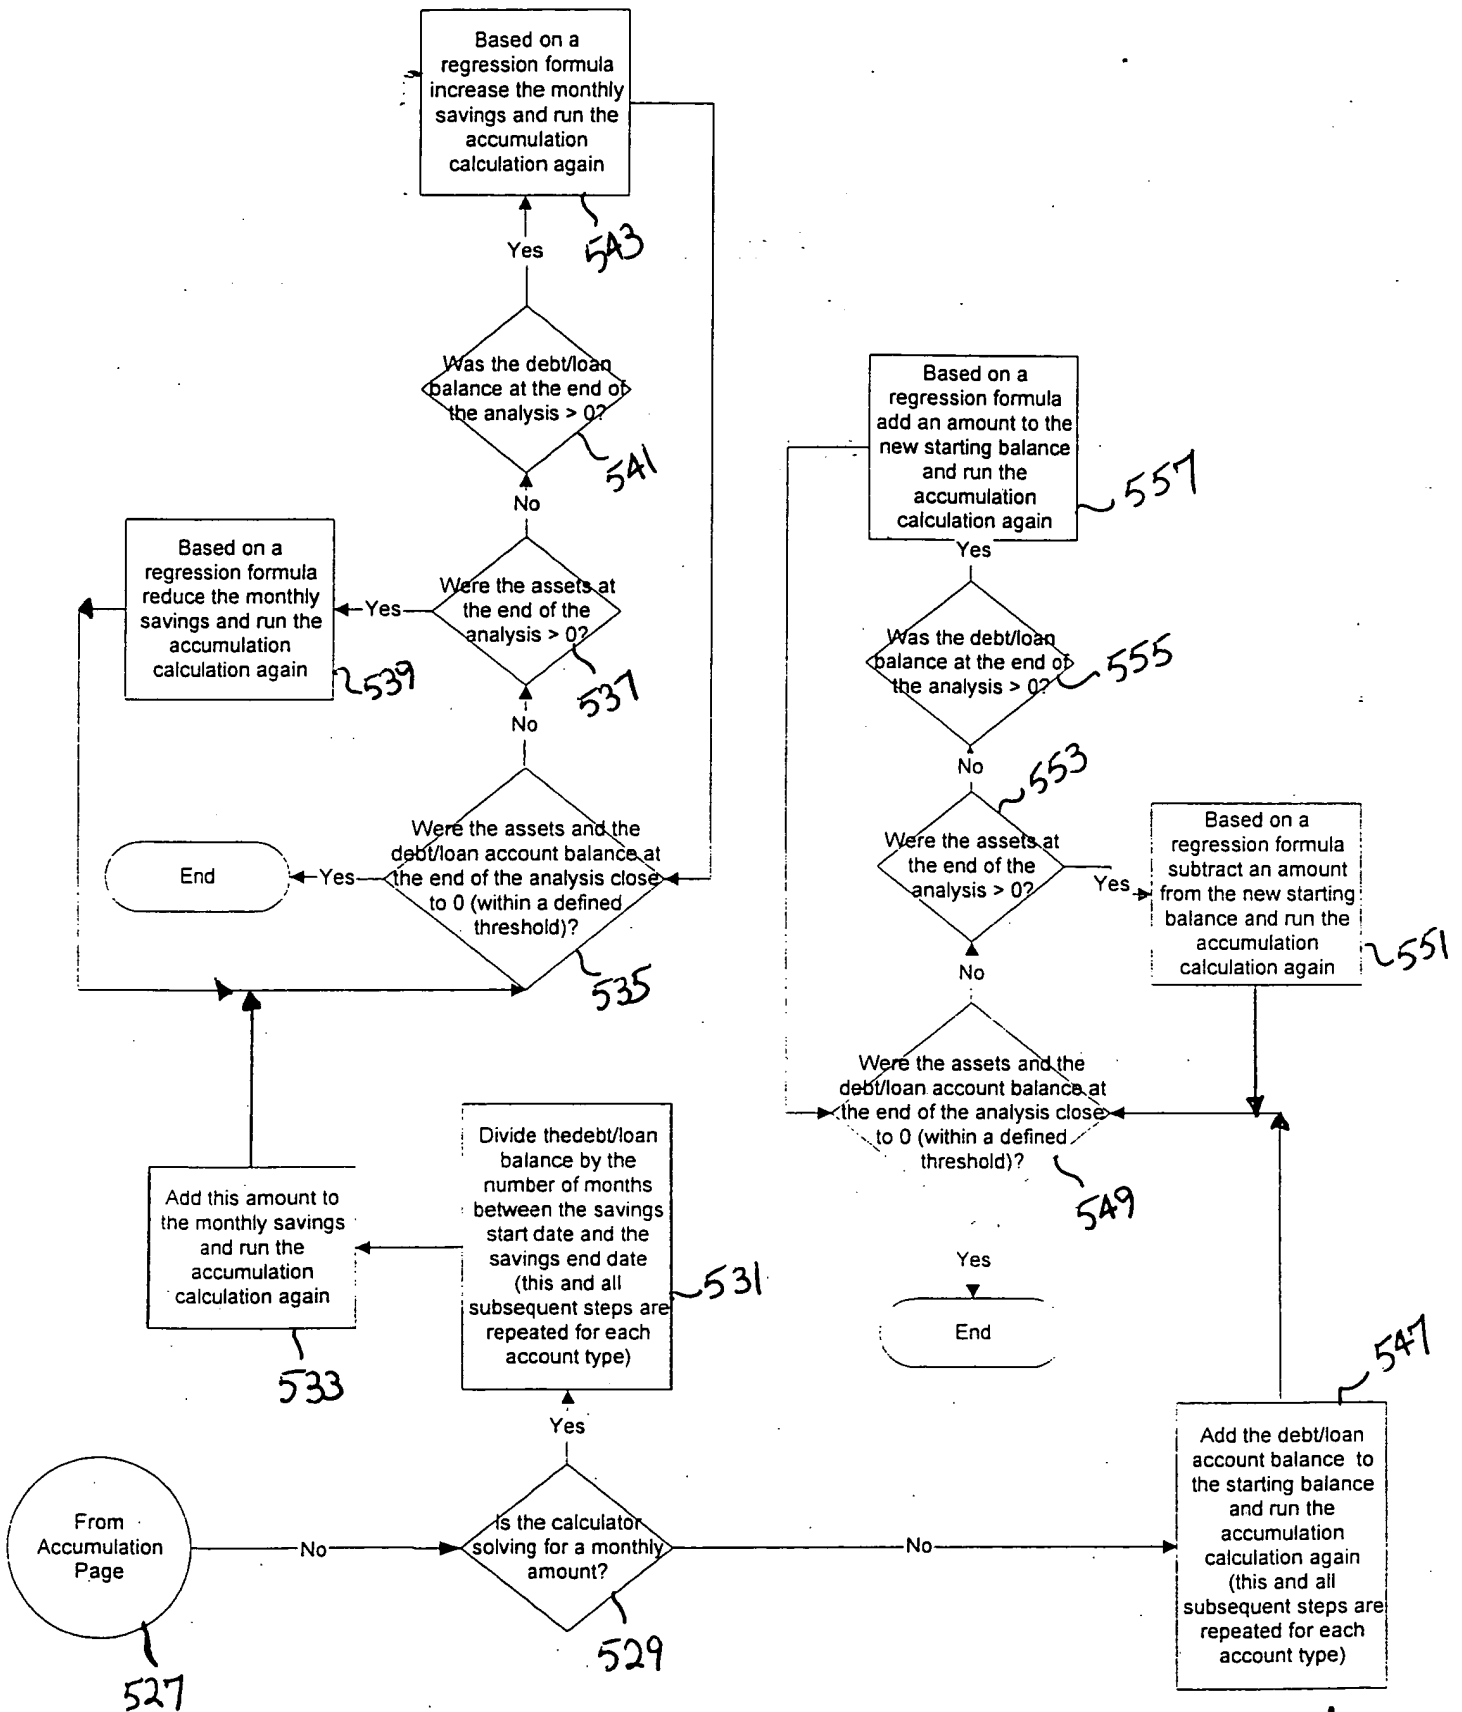 Based on a
regression formula
increase the monthly
savings and run the
accumulation
calculation again
543
Yes
Was the debt/loan
balance at the end of
the analysis > 0?
541
No
Were the assets at
the end of the
analysis > 0?
537
Yes
Based on a
regression formula
reduce the monthly
savings and run the
accumulation
calculation again
539
No
Were the assets and the
debt/loan account balance at
the end of the analysis close
to 0 (within a defined
threshold)?
535
Yes
End
Add this amount to
the monthly savings
and run the
accumulation
calculation again
533
Divide thedebt/loan
balance by the
number of months
between the savings
start date and the
savings end date
(this and all
subsequent steps are
repeated for each
account type)
531
Yes
From
Accumulation
Page
527
No
Is the calculator
solving for a monthly
amount?
529
No
Based on a
regression formula
add an amount to the
new starting balance
and run the
accumulation
calculation again
557
Yes
Was the debt/loan
balance at the end of
the analysis > 0?
555
No
553
Were the assets at
the end of the
analysis > 0?
Yes
Based on a
regression formula
subtract an amount
from the new starting
balance and run the
accumulation
calculation again
551
No
Were the assets and the
debt/loan account balance at
the end of the analysis close
to 0 (within a defined
threshold)?
549
Yes
End
547
Add the debt/loan
account balance to
the starting balance
and run the
accumulation
calculation again
(this and all
subsequent steps are
repeated for each
account type)